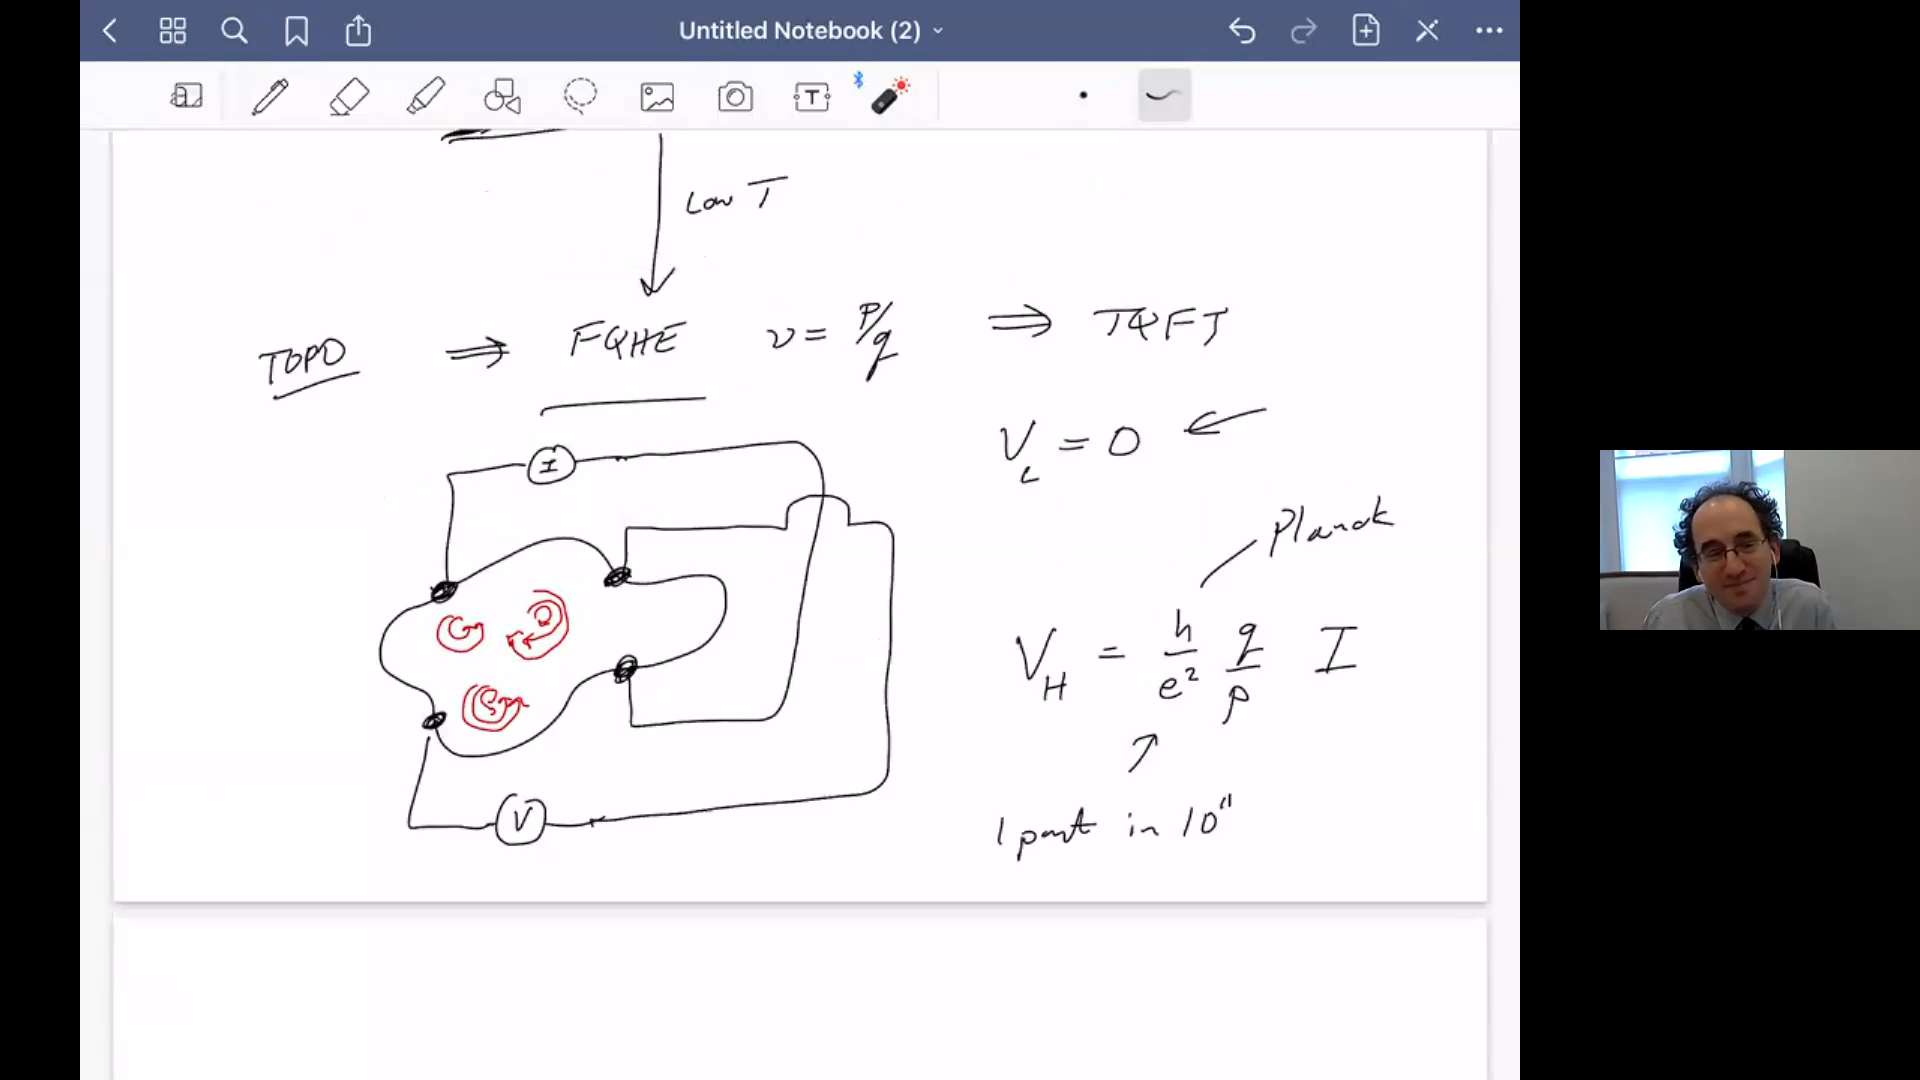 Untitled Notebook (2)
T
Low T
TOPO ⇒ FQHE ν = p/q ⇒ TQFT
V_L = 0 ←
I
Planck
V_H = h/e² q/p I
V
1 part in 10¹¹